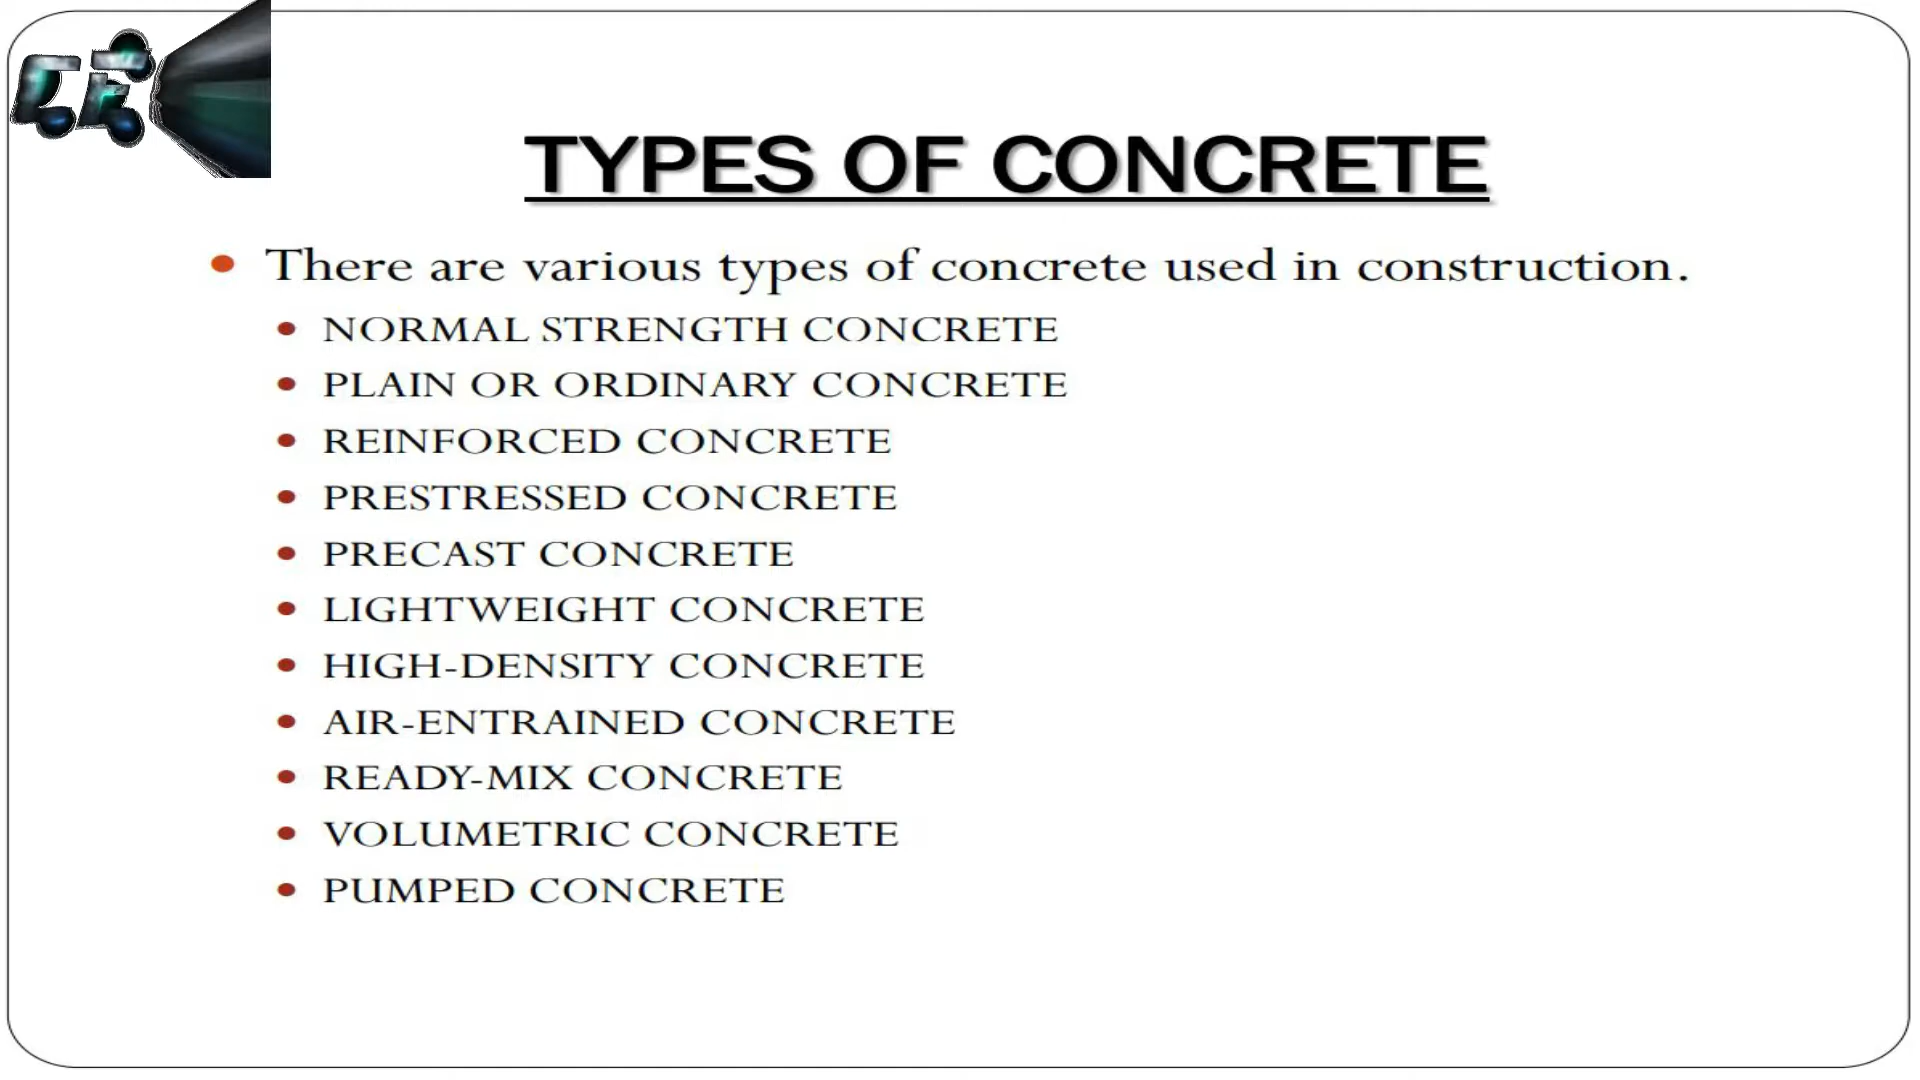 TYPES OF CONCRETE
There are various types of concrete used in construction.
NORMAL STRENGTH CONCRETE
PLAIN OR ORDINARY CONCRETE
REINFORCED CONCRETE
PRESTRESSED CONCRETE
PRECAST CONCRETE
LIGHTWEIGHT CONCRETE
HIGH-DENSITY CONCRETE
AIR-ENTRAINED CONCRETE
READY-MIX CONCRETE
VOLUMETRIC CONCRETE
PUMPED CONCRETE